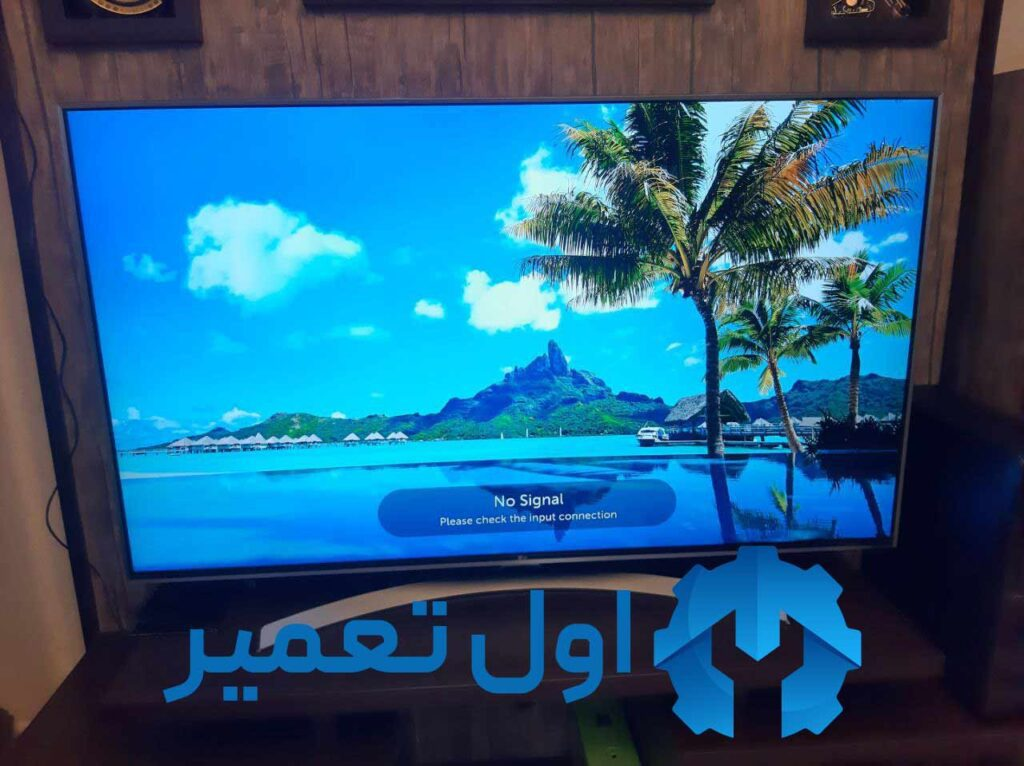 No Signal
Please check the input connection
اول تعمیر